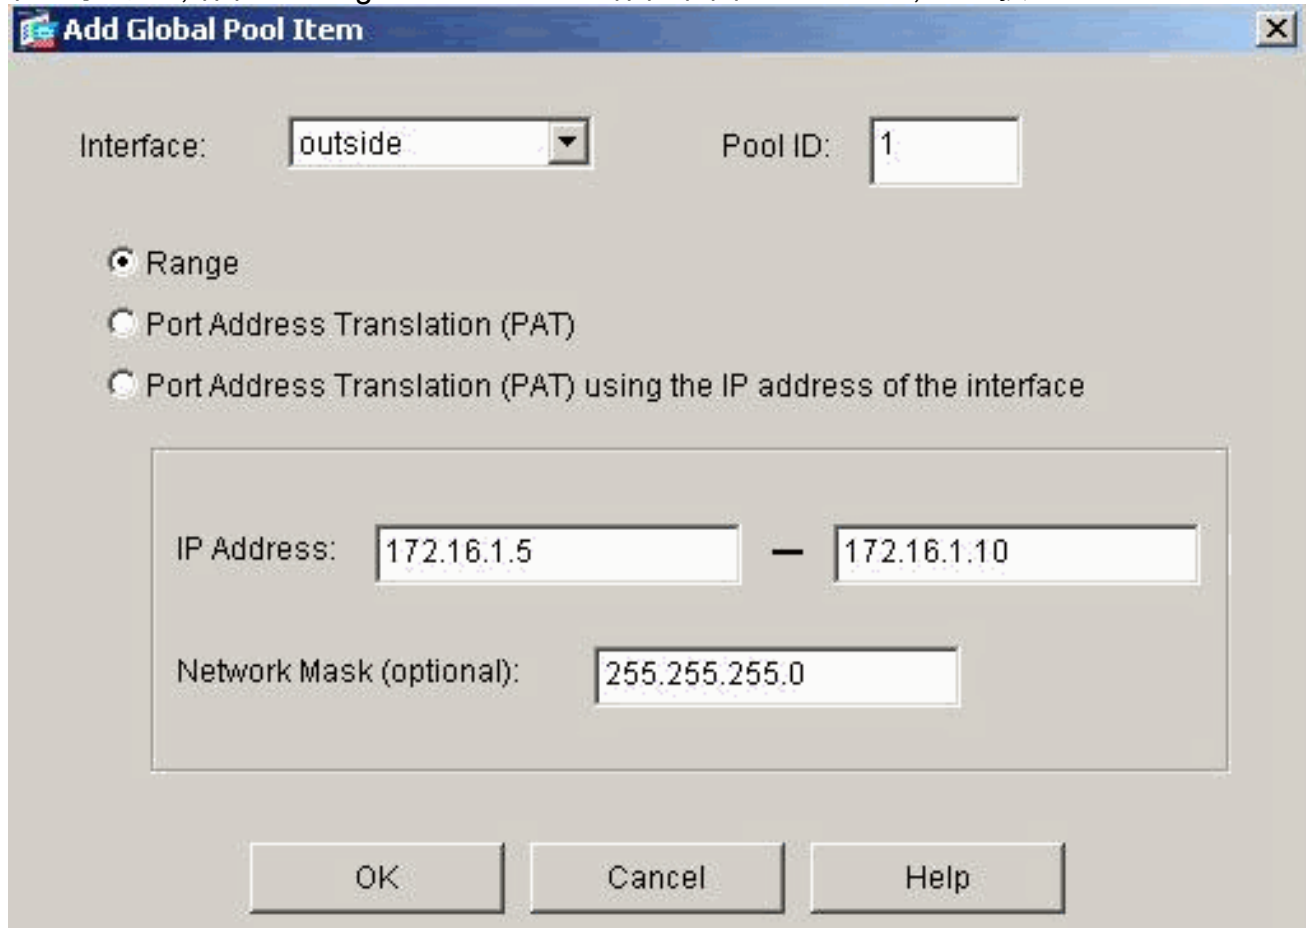 Add Global Pool Item
Interface: outside Pool ID: 1
Range
Port Address Translation (PAT)
Port Address Translation (PAT) using the IP address of the interface
IP Address: 172.16.1.5 — 172.16.1.10
Network Mask (optional): 255.255.255.0
OK Cancel Help